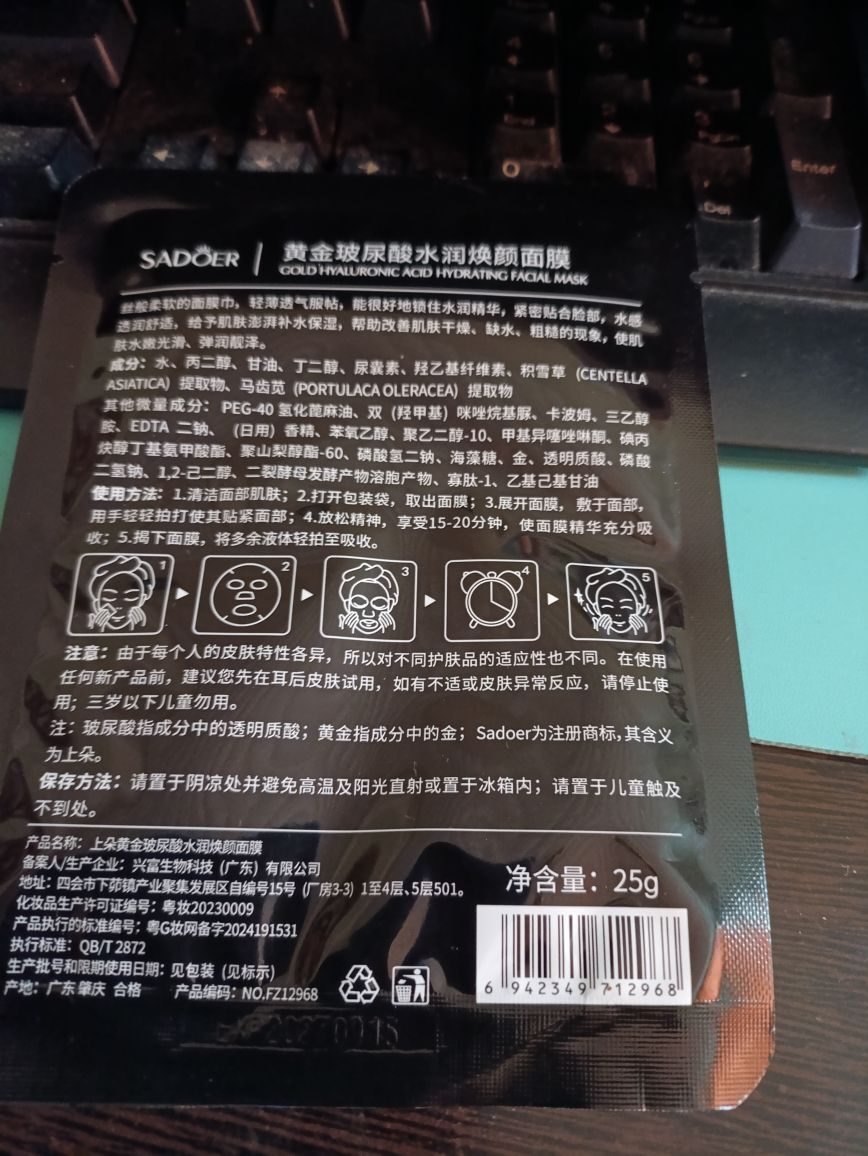 4
6
1
End
3
0
Enter
Del
SADOER | 黄金玻尿酸水润焕颜面膜
GOLD HYALURONIC ACID HYDRATING FACIAL MASK
丝般柔软的面膜巾，轻薄透气服帖，能很好地锁住水润精华，紧密贴合脸部，水感
透润舒适，给予肌肤澎湃补水保湿，帮助改善肌肤干燥、缺水、粗糙的现象，使肌
肤水嫩光滑、弹润靓泽。
成分：水、丙二醇、甘油、丁二醇、尿囊素、羟乙基纤维素、积雪草 (CENTELLA
ASIATICA) 提取物、马齿苋 (PORTULACA OLERACEA) 提取物
其他微量成分：PEG-40 氢化蓖麻油、双 (羟甲基) 咪唑烷基脲、卡波姆、三乙醇
胺、EDTA 二钠、 (日用) 香精、苯氧乙醇、聚乙二醇-10、甲基异噻唑啉酮、碘丙
炔醇丁基氨甲酸酯、聚山梨醇酯-60、磷酸氢二钠、海藻糖、金、透明质酸、磷酸
二氢钠、1,2-己二醇、二裂酵母发酵产物溶胞产物、寡肽-1、乙基己基甘油
使用方法：1.清洁面部肌肤；2.打开包装袋，取出面膜；3.展开面膜，敷于面部，
用手轻轻拍打使其贴紧面部；4.放松精神，享受15-20分钟，使面膜精华充分吸
收；5.揭下面膜，将多余液体轻拍至吸收。
1 2 3 4 5
注意：由于每个人的皮肤特性各异，所以对不同护肤品的适应性也不同。在使用
任何新产品前，建议您先在耳后皮肤试用，如有不适或皮肤异常反应，请停止使
用；三岁以下儿童勿用。
注：玻尿酸指成分中的透明质酸；黄金指成分中的金；Sadoer为注册商标，其含义
为上朵。
保存方法：请置于阴凉处并避免高温及阳光直射或置于冰箱内；请置于儿童触及
不到处。
产品名称：上朵黄金玻尿酸水润焕颜面膜
备案人/生产企业：兴富生物科技 (广东) 有限公司
地址：四会市下茆镇产业聚集发展区自编号15号 (厂房3-3) 1至4层、5层501。
化妆品生产许可证编号：粤妆20230009
产品执行的标准编号：粤G妆网备字2024191531
执行标准：QB/T 2872
生产批号和限期使用日期：见包装 (见标示)
产地：广东 肇庆 合格 产品编码：NO.FZ12968
净含量：25g
6 942349 712968